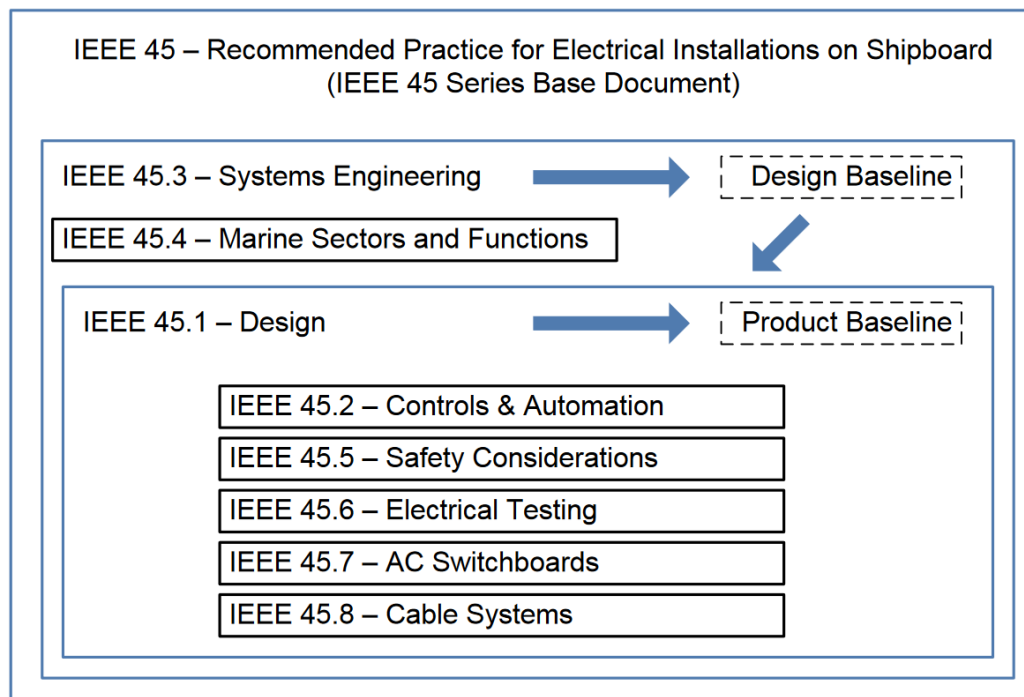 IEEE 45 – Recommended Practice for Electrical Installations on Shipboard
(IEEE 45 Series Base Document)
IEEE 45.3 – Systems Engineering
Design Baseline
IEEE 45.4 – Marine Sectors and Functions
IEEE 45.1 – Design
Product Baseline
IEEE 45.2 – Controls & Automation
IEEE 45.5 – Safety Considerations
IEEE 45.6 – Electrical Testing
IEEE 45.7 – AC Switchboards
IEEE 45.8 – Cable Systems